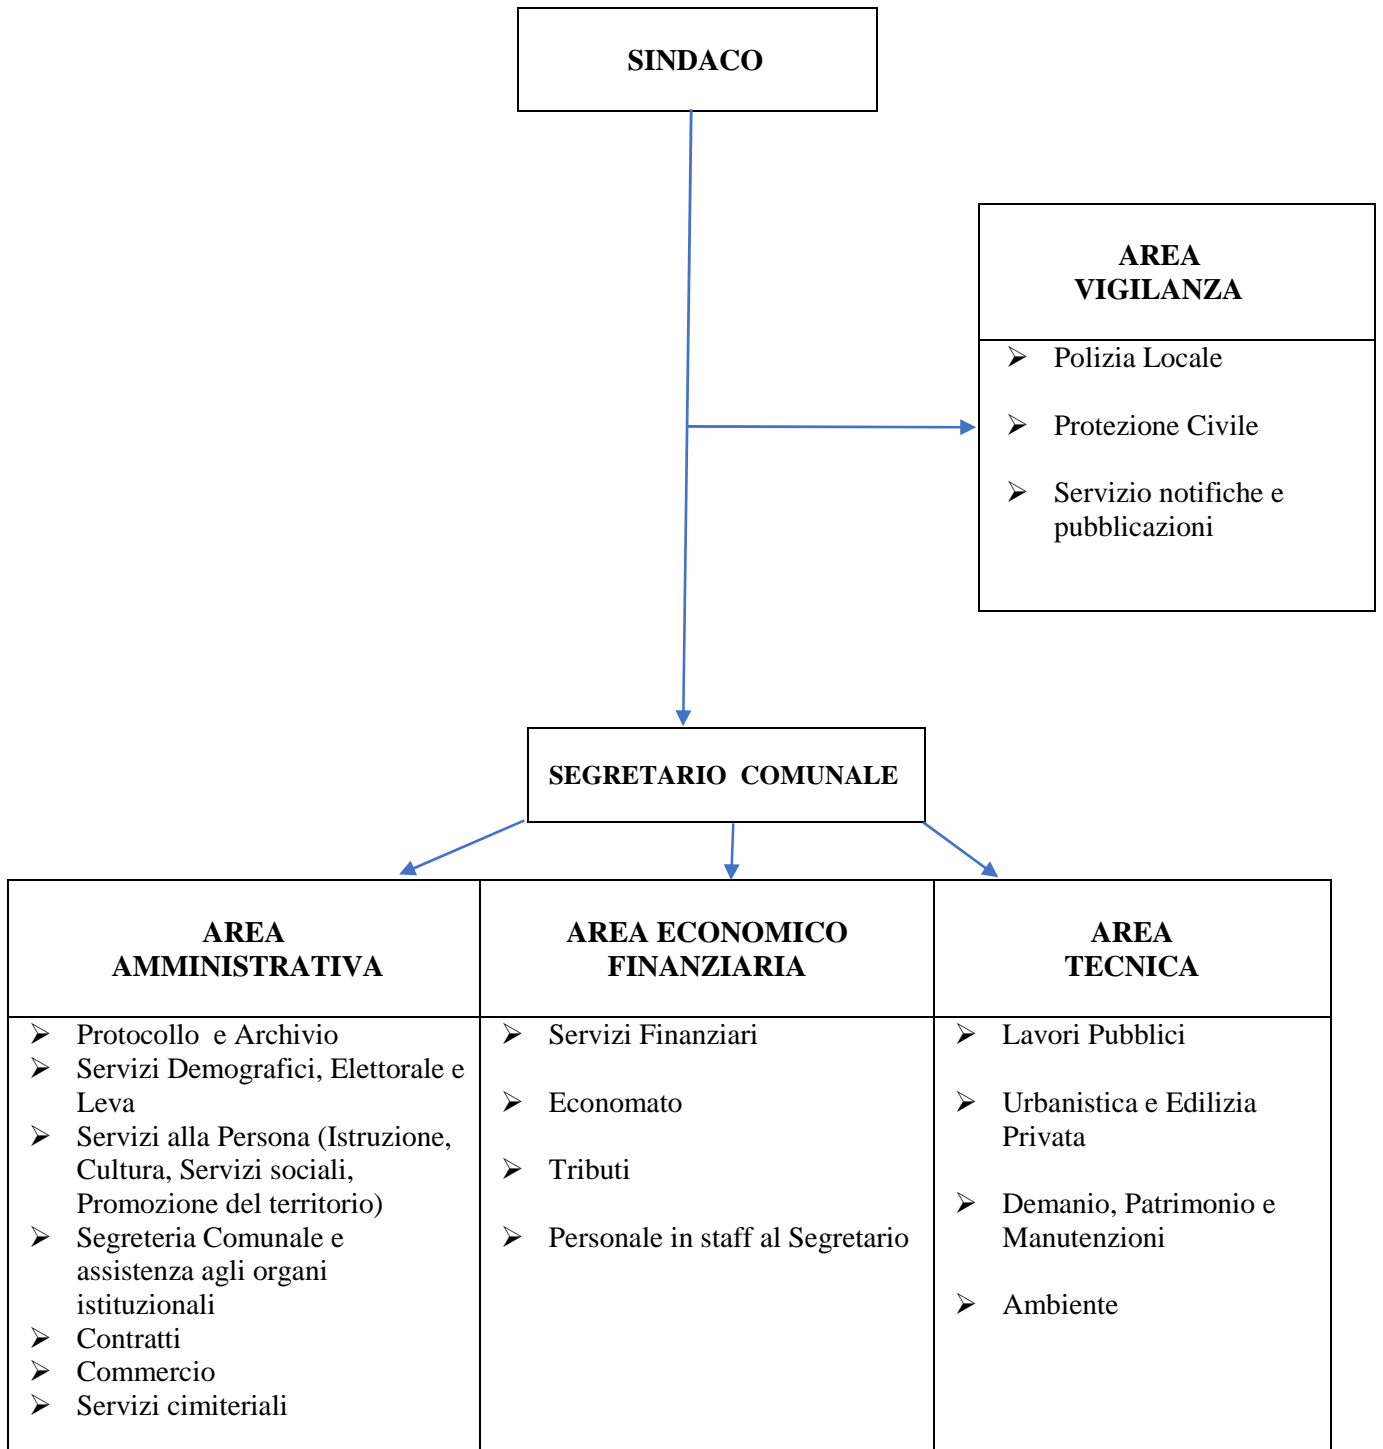 SINDACO
AREA
VIGILANZA
➢ Polizia Locale
➢ Protezione Civile
➢ Servizio notifiche e
pubblicazioni
SEGRETARIO COMUNALE
AREA
AMMINISTRATIVA
➢ Protocollo e Archivio
➢ Servizi Demografici, Elettorale e
Leva
➢ Servizi alla Persona (Istruzione,
Cultura, Servizi sociali,
Promozione del territorio)
➢ Segreteria Comunale e
assistenza agli organi
istituzionali
➢ Contratti
➢ Commercio
➢ Servizi cimiteriali
AREA ECONOMICO
FINANZIARIA
➢ Servizi Finanziari
➢ Economato
➢ Tributi
➢ Personale in staff al Segretario
AREA
TECNICA
➢ Lavori Pubblici
➢ Urbanistica e Edilizia
Privata
➢ Demanio, Patrimonio e
Manutenzioni
➢ Ambiente